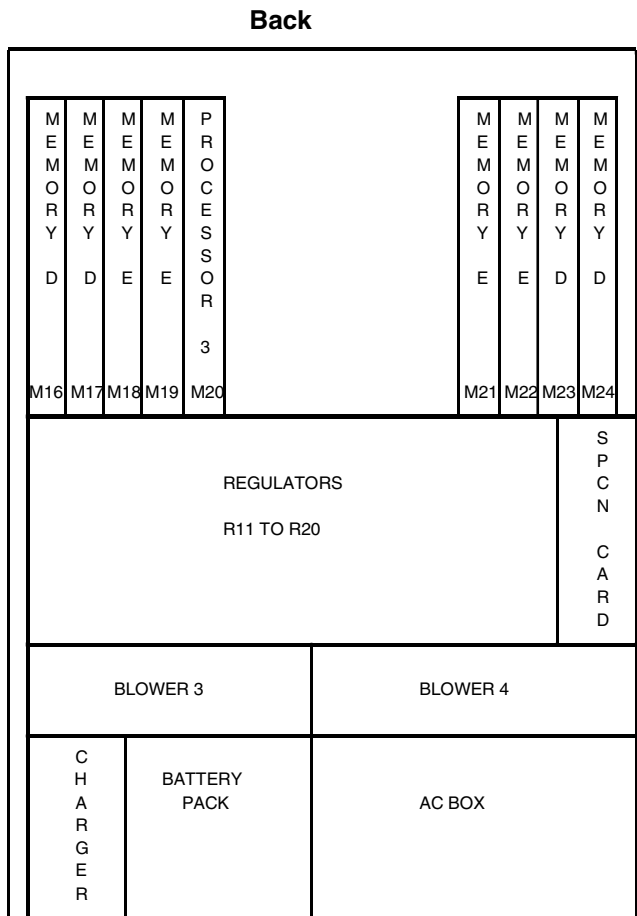 Back
MEMORY D
MEMORY D
MEMORY E
MEMORY E
PROCESSOR 3
MEMORY E
MEMORY E
MEMORY D
MEMORY D
M16 M17 M18 M19 M20 M21 M22 M23 M24
REGULATORS
R11 TO R20
SPCN CARD
BLOWER 3
BLOWER 4
CHARGER
BATTERY
PACK
AC BOX